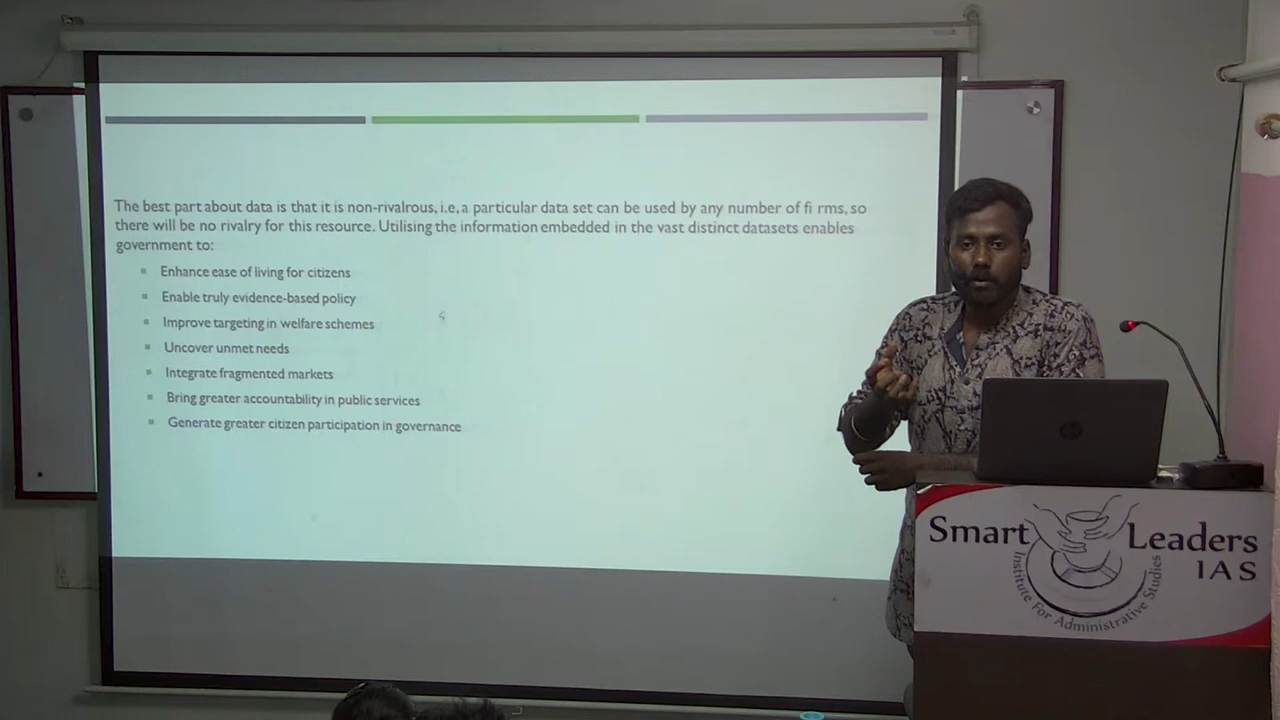 The best part about data is that it is non-rivalrous, i.e, a particular data set can be used by any number of fi rms, so
there will be no rivalry for this resource. Utilising the information embedded in the vast distinct datasets enables
government to:
Enhance ease of living for citizens
Enable truly evidence-based policy
Improve targeting in welfare schemes
Uncover unmet needs
Integrate fragmented markets
Bring greater accountability in public services
Generate greater citizen participation in governance
Smart Leaders
IAS
Institute For Administrative Studies